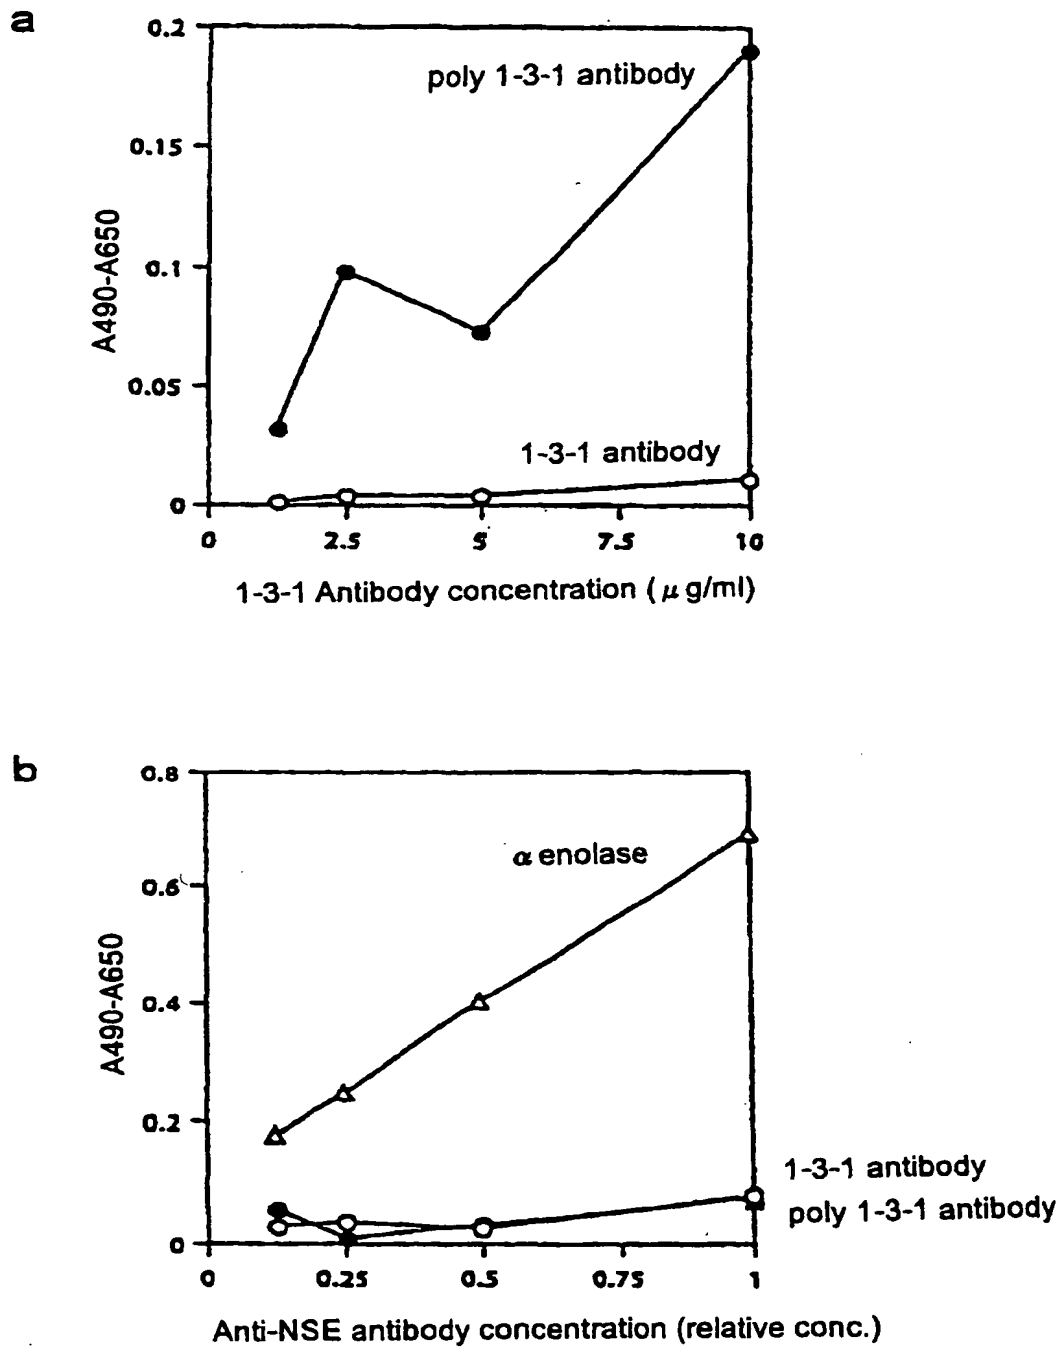 a
0.2
0.15
0.1
0.05
0
A490-A650
poly 1-3-1 antibody
1-3-1 antibody
0 2.5 5 7.5 10
1-3-1 Antibody concentration (μg/ml)
b
0.8
0.6
0.4
0.2
0
A490-A650
α enolase
1-3-1 antibody
poly 1-3-1 antibody
0 0.25 0.5 0.75 1
Anti-NSE antibody concentration (relative conc.)